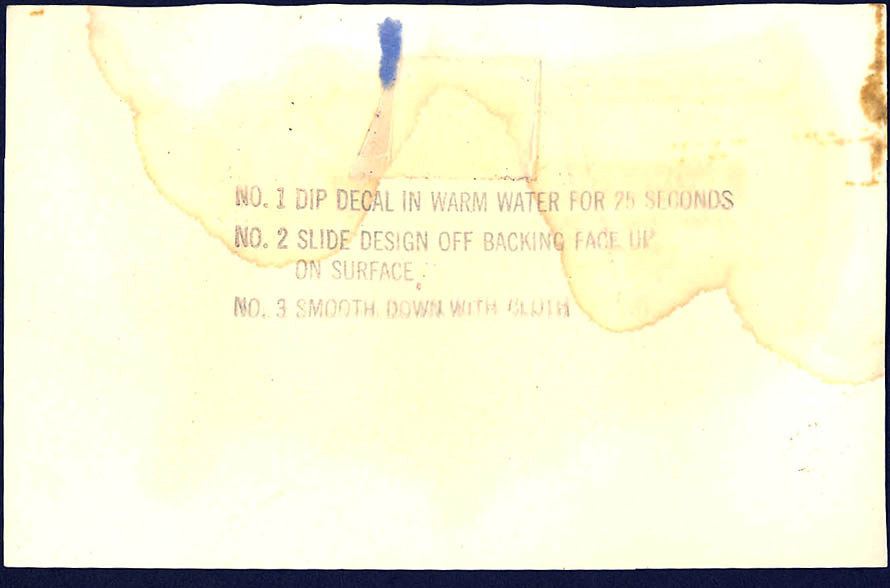 NO. 1 DIP DECAL IN WARM WATER FOR 25 SECONDS
NO. 2 SLIDE DESIGN OFF BACKING FACE UP
ON SURFACE.
NO. 3 SMOOTH DOWN WITH CLOTH